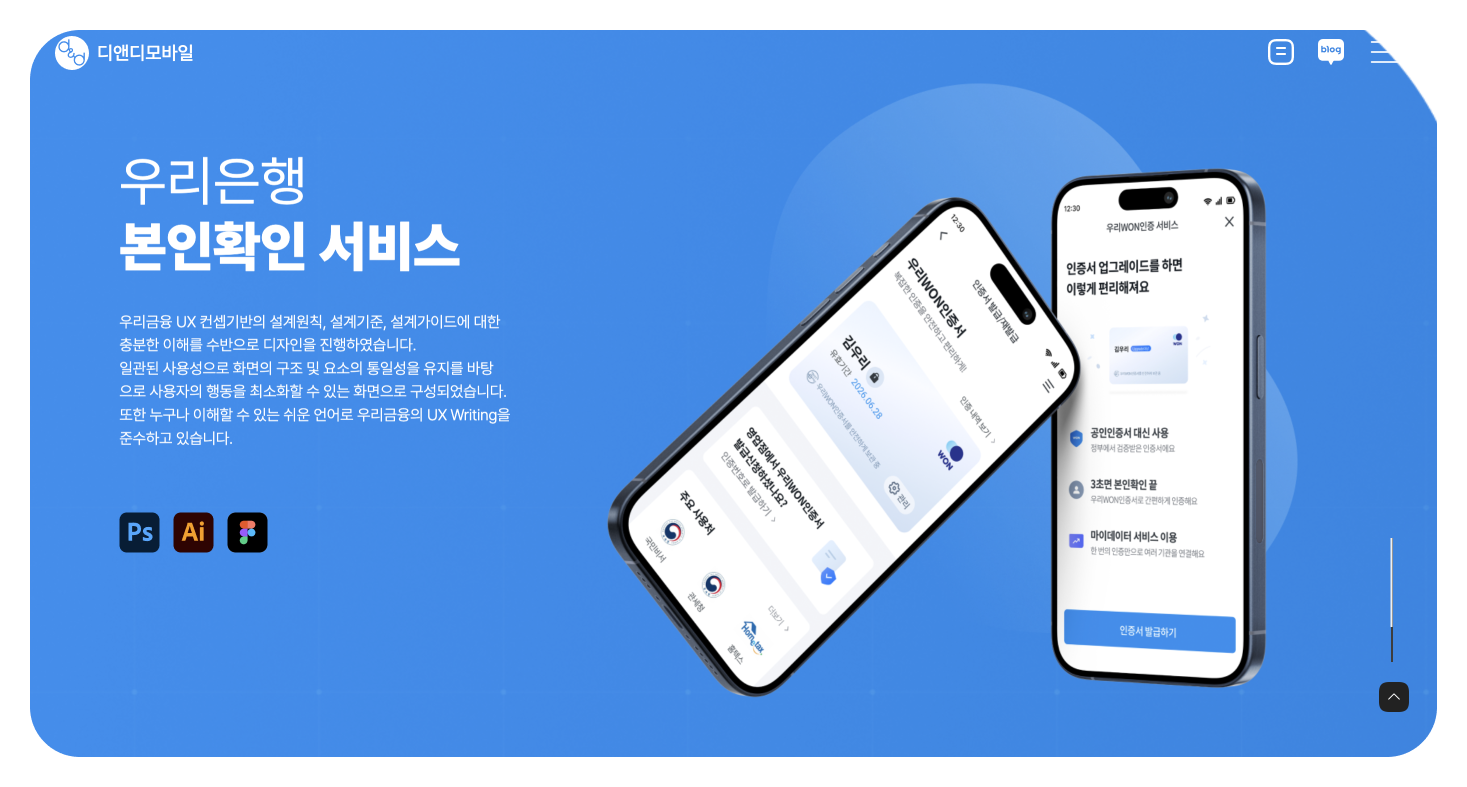 디앤디모바일
blog
우리은행
본인확인 서비스
우리금융 UX 컨셉기반의 설계원칙, 설계기준, 설계가이드에 대한
충분한 이해를 수반으로 디자인을 진행하였습니다.
일관된 사용성으로 화면의 구조 및 요소의 통일성을 유지를 바탕
으로 사용자의 행동을 최소화할 수 있는 화면으로 구성되었습니다.
또한 누구나 이해할 수 있는 쉬운 언어로 우리금융의 UX Writing을
준수하고 있습니다.
Ps
Ai
12:30
인증서 발급/재발급
우리WON인증서
복잡한 인증을 안전하고 편리하게!
인증 내역 보기
김우리
유효기간 2026.06.28
WON
우리WON인증서를 안전하게 보관 중
관리
영업점에서 우리WON인증서
발급신청하셨나요?
인증번호로 발급하기
주요 사용처
더보기
국민비서
관세청
Hometax.
홈택스
12:30
우리WON인증 서비스
인증서 업그레이드를 하면
이렇게 편리해져요
김우리
WON
공인인증서 대신 사용
정부에서 검증받은 인증서에요
3초면 본인확인 끝
우리WON인증서로 간편하게 인증해요
마이데이터 서비스 이용
한 번의 인증만으로 여러 기관을 연결해요
인증서 발급하기